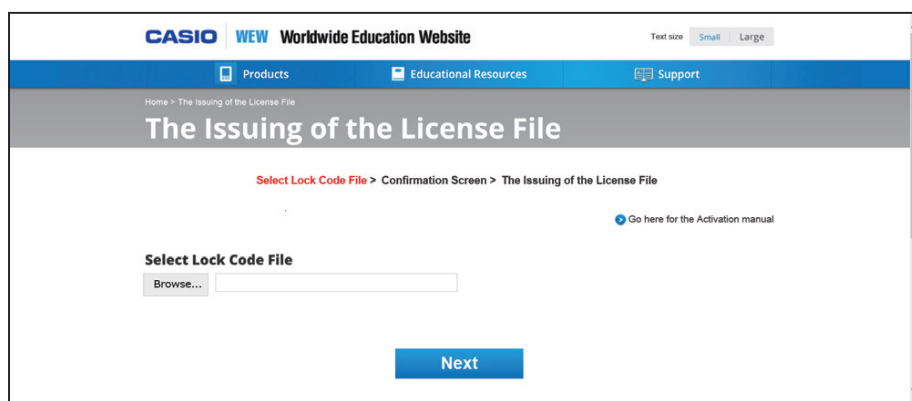 CASIO WEW Worldwide Education Website Text size Small Large
Products Educational Resources Support
Home > The Issuing of the License File
The Issuing of the License File
Select Lock Code File > Confirmation Screen > The Issuing of the License File
Go here for the Activation manual
Select Lock Code File
Browse...
Next